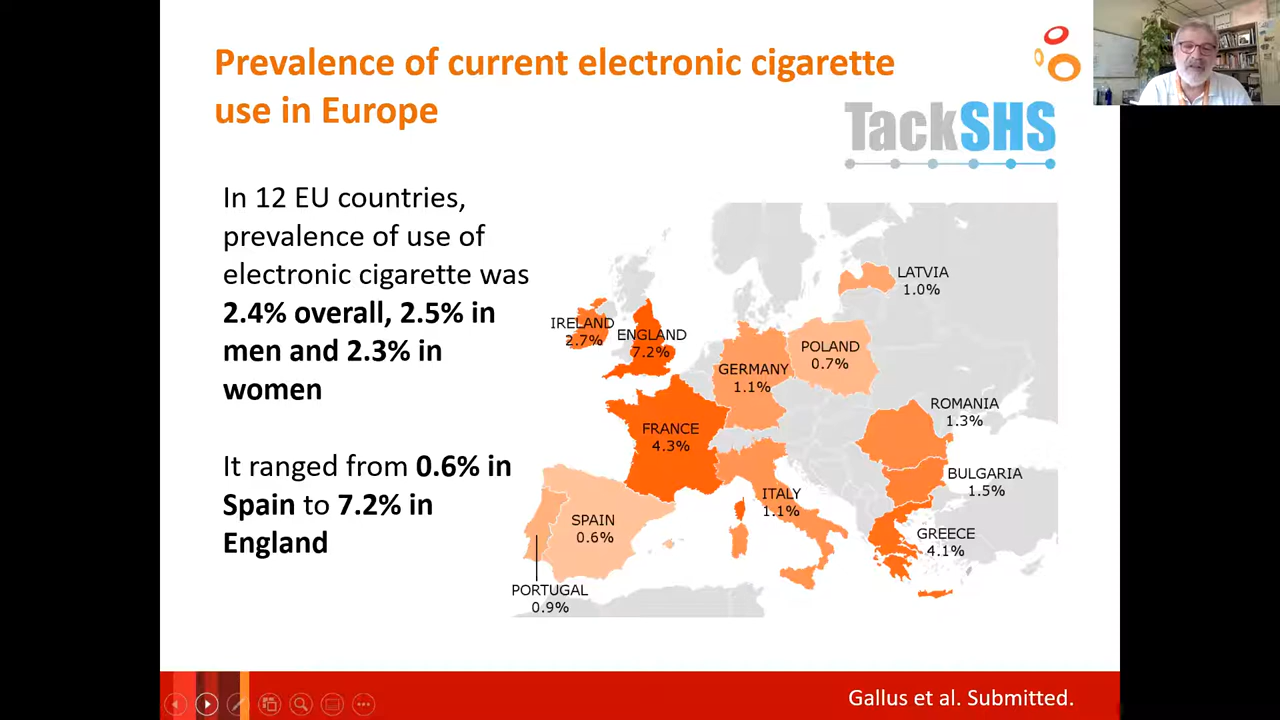 Prevalence of current electronic cigarette
use in Europe
TackSHS
In 12 EU countries,
prevalence of use of
electronic cigarette was
2.4% overall, 2.5% in
men and 2.3% in
women
It ranged from 0.6% in
Spain to 7.2% in
England
LATVIA
1.0%
IRELAND
2.7%
ENGLAND
7.2%
POLAND
0.7%
GERMANY
1.1%
ROMANIA
1.3%
FRANCE
4.3%
BULGARIA
1.5%
ITALY
1.1%
SPAIN
0.6%
GREECE
4.1%
PORTUGAL
0.9%
Gallus et al. Submitted.